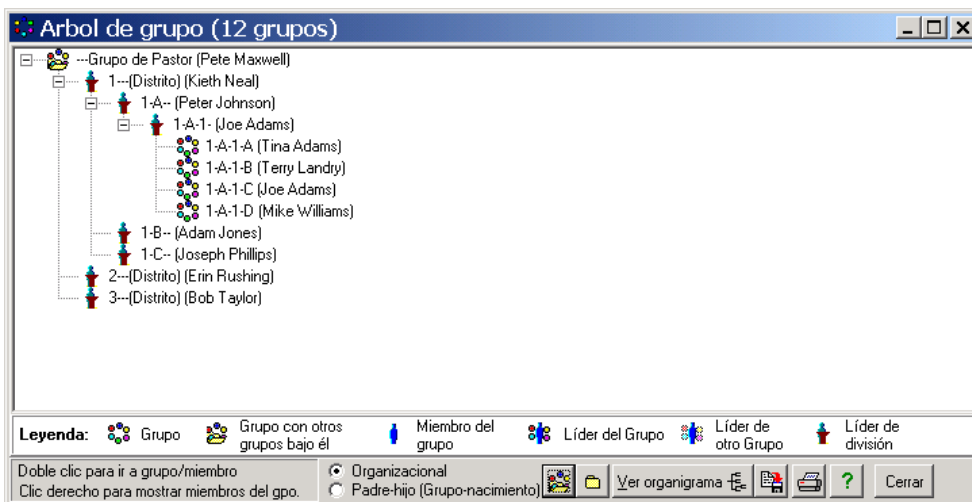 Arbol de grupo (12 grupos)
---Grupo de Pastor (Pete Maxwell)
1---(Distrito) (Kieth Neal)
1-A-- (Peter Johnson)
1-A-1- (Joe Adams)
1-A-1-A (Tina Adams)
1-A-1-B (Terry Landry)
1-A-1-C (Joe Adams)
1-A-1-D (Mike Williams)
1-B-- (Adam Jones)
1-C-- (Joseph Phillips)
2---(Distrito) (Erin Rushing)
3---(Distrito) (Bob Taylor)
Leyenda:
Grupo
Grupo con otros
grupos bajo él
Miembro del
grupo
Líder del Grupo
Líder de
otro Grupo
Líder de
división
Doble clic para ir a grupo/miembro
Clic derecho para mostrar miembros del gpo.
Organizacional
Padre-hijo (Grupo-nacimiento)
Ver organigrama
?
Cerrar